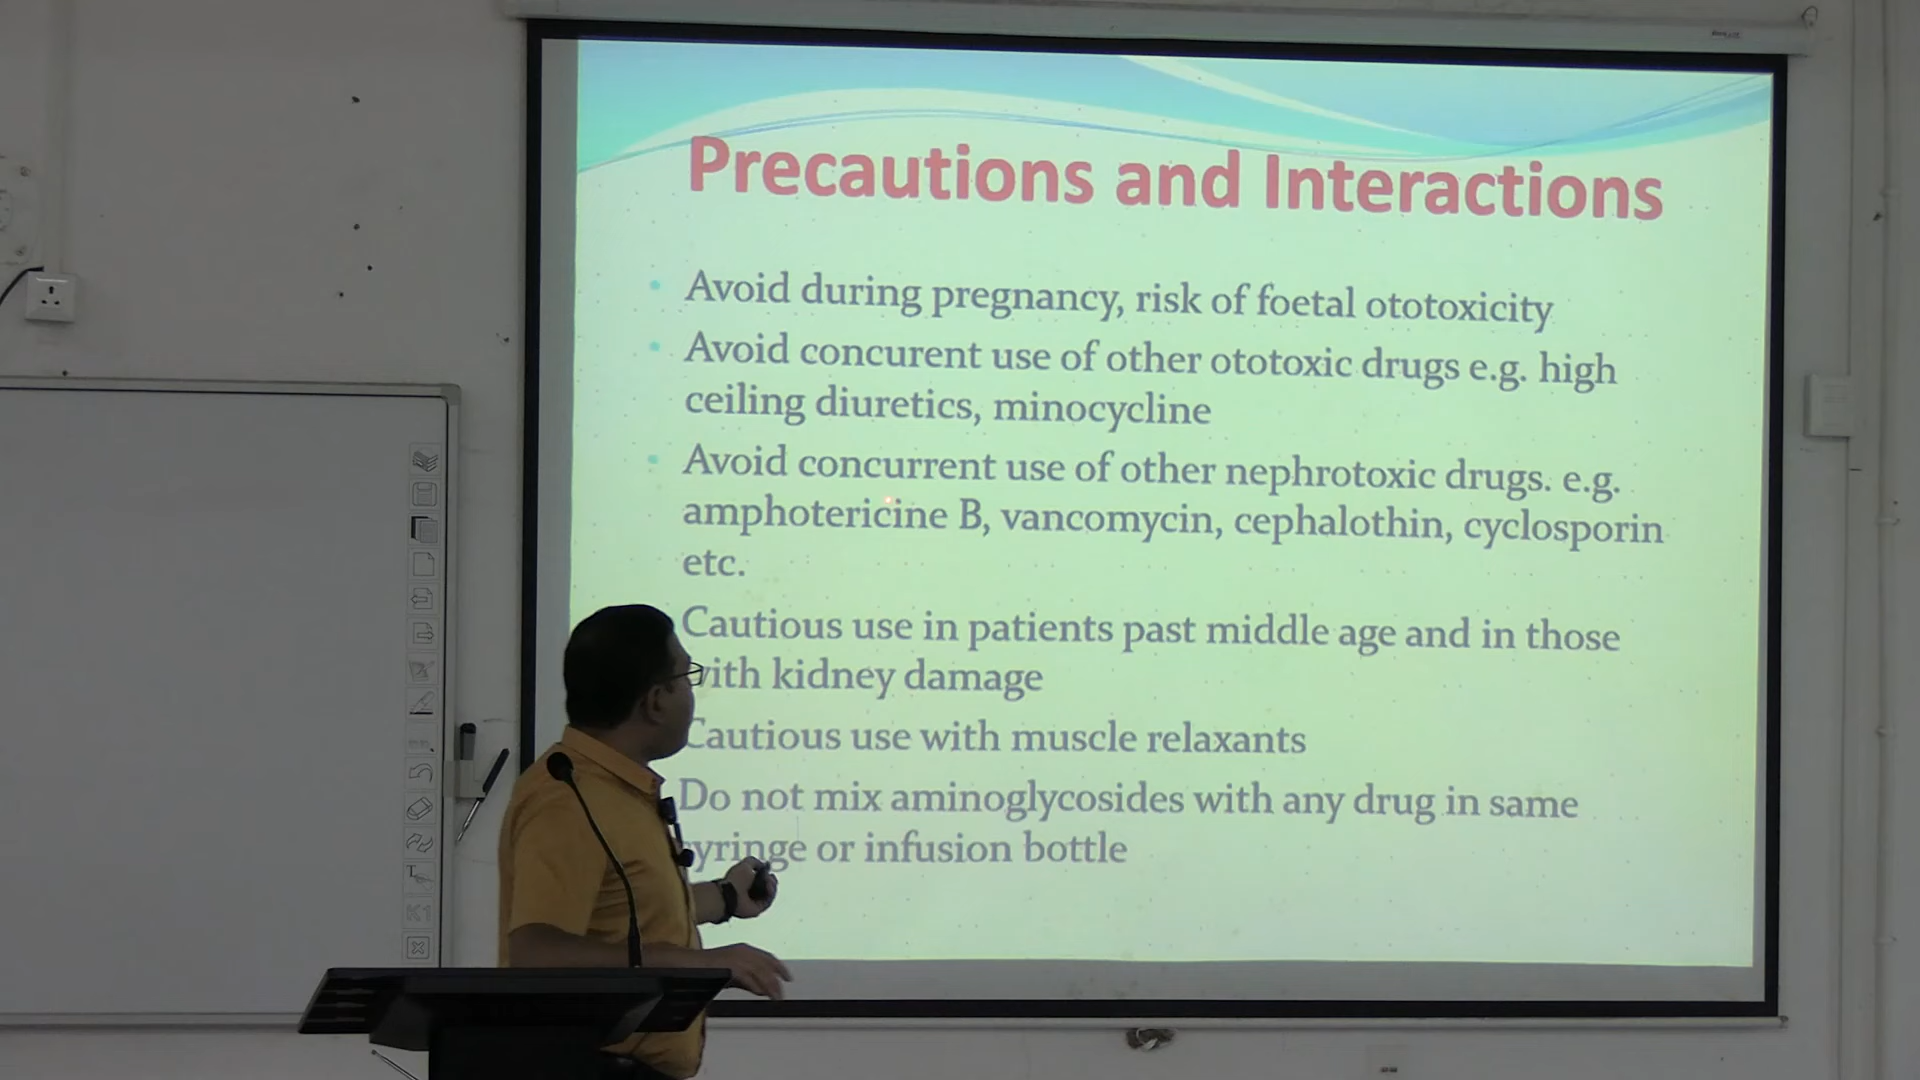 Precautions and Interactions
Avoid during pregnancy, risk of foetal ototoxicity
Avoid concurent use of other ototoxic drugs e.g. high
ceiling diuretics, minocycline
Avoid concurrent use of other nephrotoxic drugs. e.g.
amphotericine B, vancomycin, cephalothin, cyclosporin
etc.
Cautious use in patients past middle age and in those
with kidney damage
Cautious use with muscle relaxants
Do not mix aminoglycosides with any drug in same
syringe or infusion bottle
K1